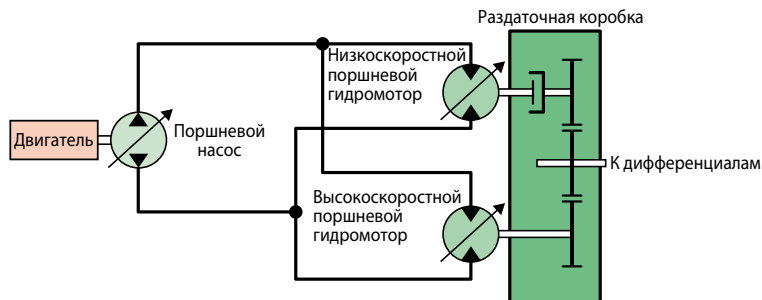 Раздаточная коробка
Низкоскоростной
поршневой
гидромотор
Двигатель
Поршневой
насос
К дифференциалам
Высокоскоростной
поршневой
гидромотор